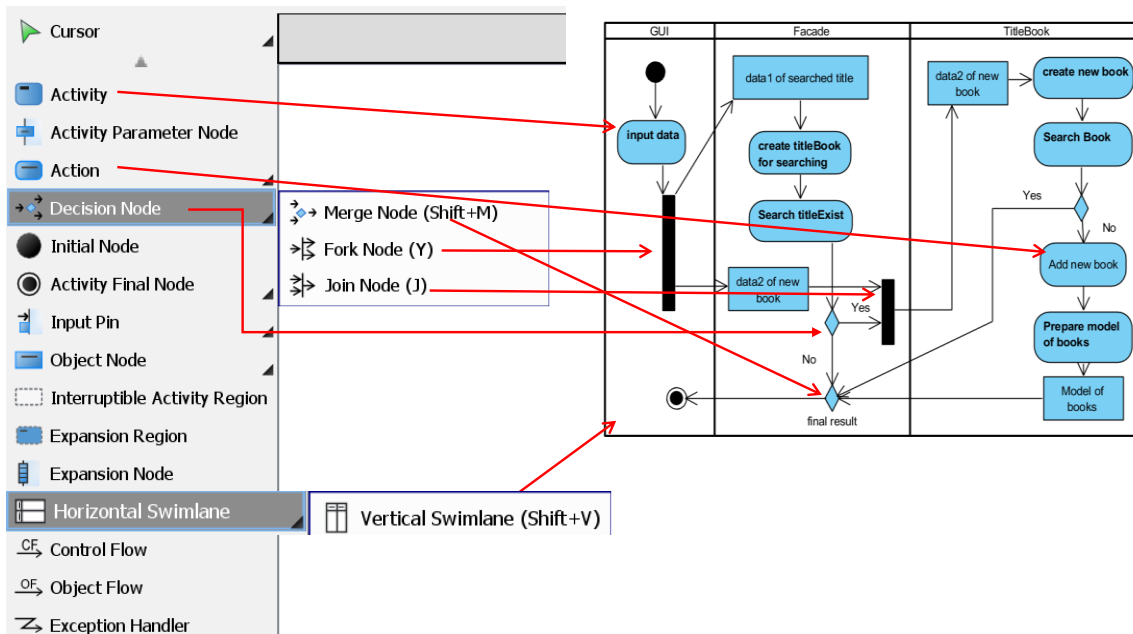 Cursor
Activity
Activity Parameter Node
Action
Decision Node
Initial Node
Activity Final Node
Input Pin
Object Node
Interruptible Activity Region
Expansion Region
Expansion Node
Horizontal Swimlane
CF
Control Flow
OF
Object Flow
Exception Handler
Merge Node (Shift+M)
Fork Node (Y)
Join Node (J)
Vertical Swimlane (Shift+V)
GUI
Facade
TitleBook
input data
data1 of searched title
create titleBook
for searching
Search titleExist
data2 of new
book
Yes
No
final result
data2 of new
book
create new book
Search Book
Yes
No
Add new book
Prepare model
of books
Model of
books